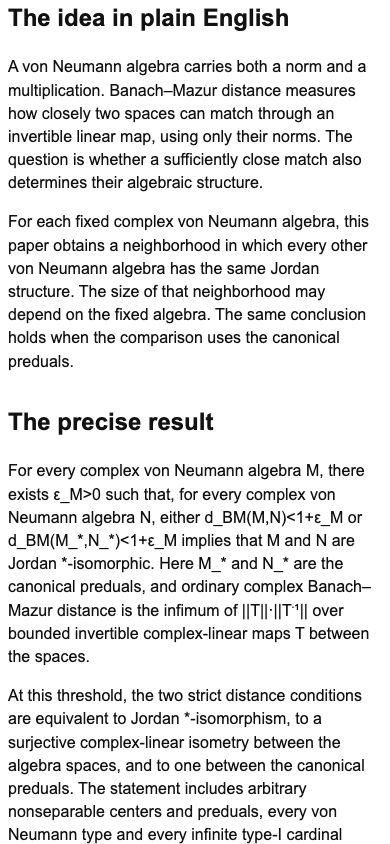 The idea in plain English
A von Neumann algebra carries both a norm and a
multiplication. Banach–Mazur distance measures
how closely two spaces can match through an
invertible linear map, using only their norms. The
question is whether a sufficiently close match also
determines their algebraic structure.
For each fixed complex von Neumann algebra, this
paper obtains a neighborhood in which every other
von Neumann algebra has the same Jordan
structure. The size of that neighborhood may
depend on the fixed algebra. The same conclusion
holds when the comparison uses the canonical
preduals.
The precise result
For every complex von Neumann algebra M, there
exists ε_M>0 such that, for every complex von
Neumann algebra N, either d_BM(M,N)<1+ε_M or
d_BM(M_*,N_*)<1+ε_M implies that M and N are
Jordan *-isomorphic. Here M_* and N_* are the
canonical preduals, and ordinary complex Banach–
Mazur distance is the infimum of ||T||·||T⁻¹|| over
bounded invertible complex-linear maps T between
the spaces.
At this threshold, the two strict distance conditions
are equivalent to Jordan *-isomorphism, to a
surjective complex-linear isometry between the
algebra spaces, and to one between the canonical
preduals. The statement includes arbitrary
nonseparable centers and preduals, every von
Neumann type and every infinite type-I cardinal